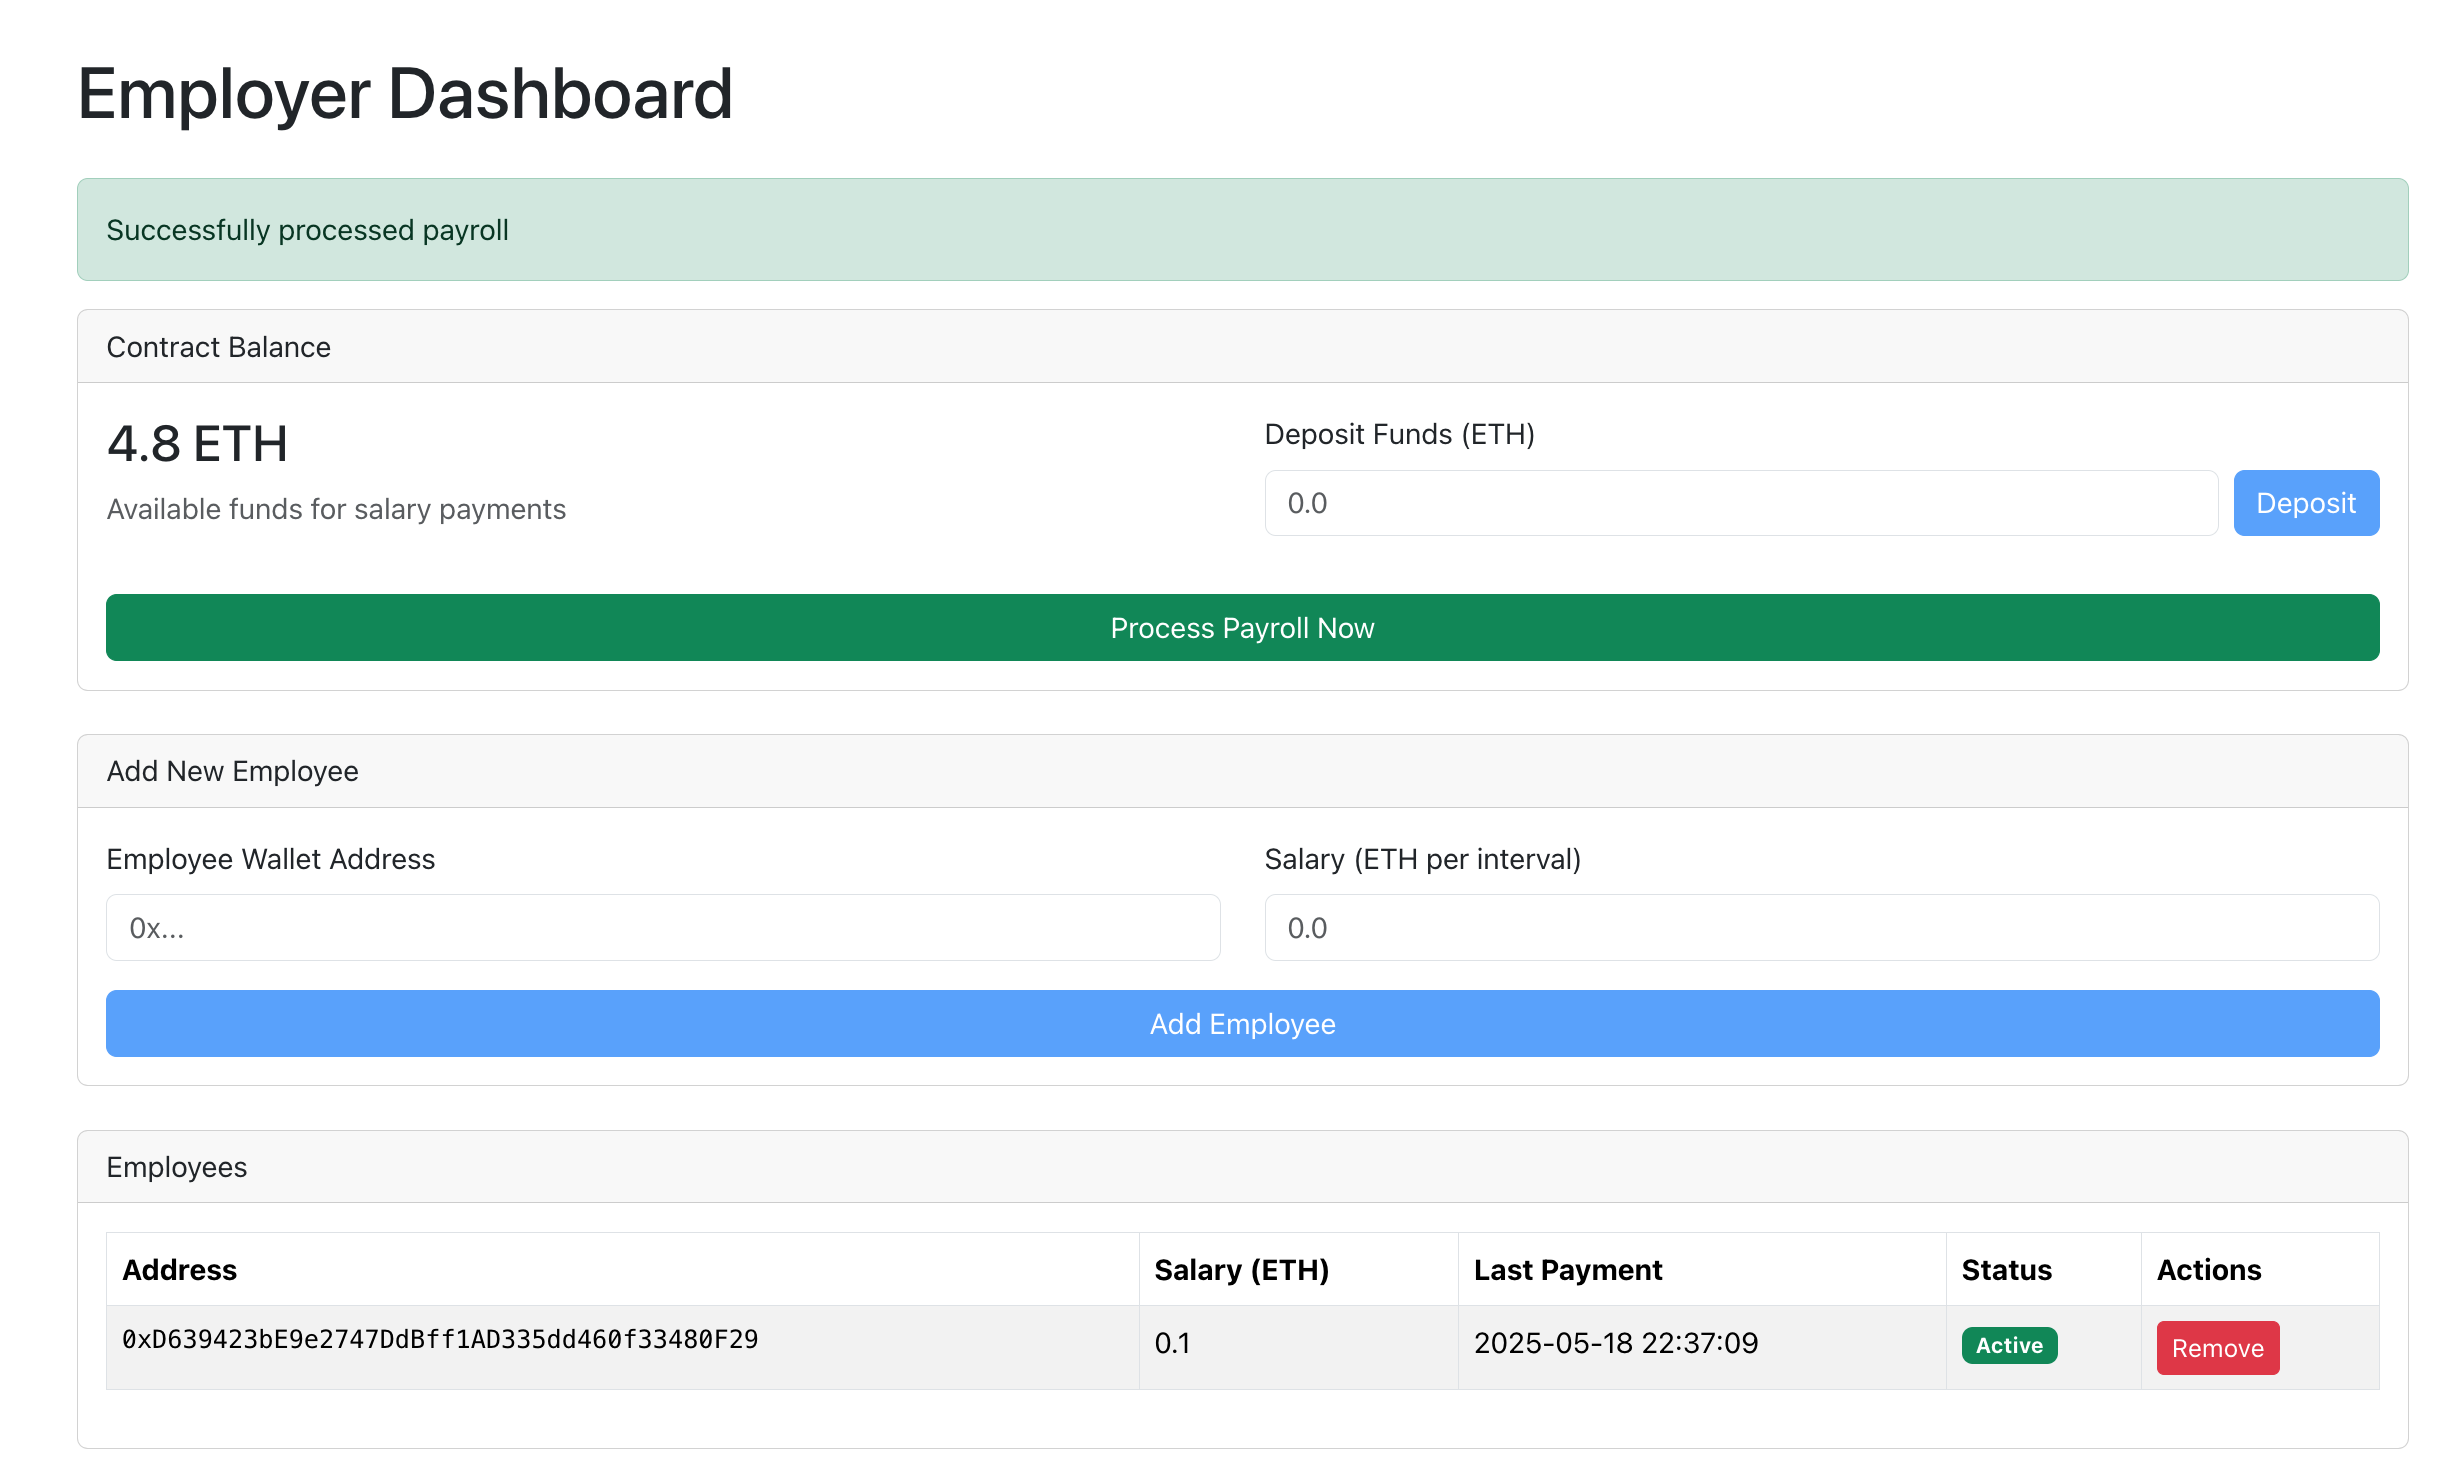 Employer Dashboard
Successfully processed payroll
Contract Balance
4.8 ETH
Available funds for salary payments
Deposit Funds (ETH)
0.0
Deposit
Process Payroll Now
Add New Employee
Employee Wallet Address
0x...
Salary (ETH per interval)
0.0
Add Employee
Employees
Address Salary (ETH) Last Payment Status Actions
0xD639423bE9e2747DdBff1AD335dd460f33480F29 0.1 2025-05-18 22:37:09 Active Remove